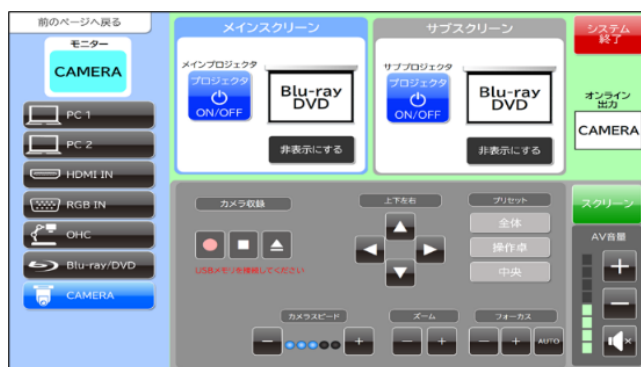 前のページへ戻る
モニター
CAMERA
PC 1
PC 2
HDMI IN
RGB IN
OHC
Blu-ray/DVD
CAMERA
メインスクリーン
メインプロジェクタ
プロジェクタ
ON/OFF
Blu-ray
DVD
非表示にする
サブスクリーン
サブプロジェクタ
プロジェクタ
ON/OFF
Blu-ray
DVD
非表示にする
システム
終了
オンライン
出力
CAMERA
カメラ収録
USBメモリを接続してください
上下左右
プリセット
全体
操作卓
中央
カメラスピード
ズーム
フォーカス
AUTO
スクリーン
AV音量